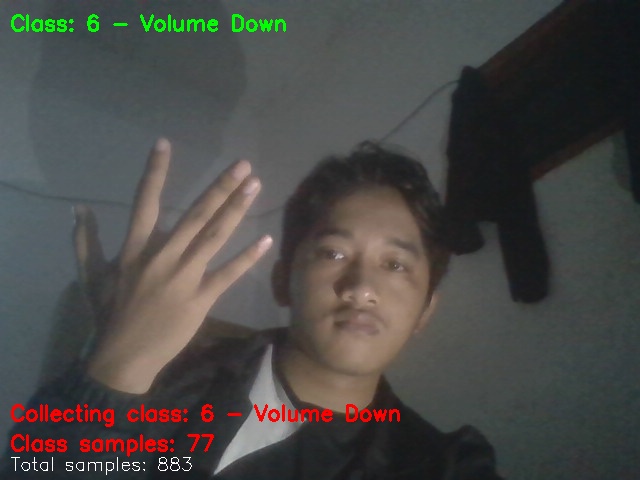 Class: 6 - Volume Down
Collecting class: 6 - Volume Down
Class samples: 77
Total samples: 883